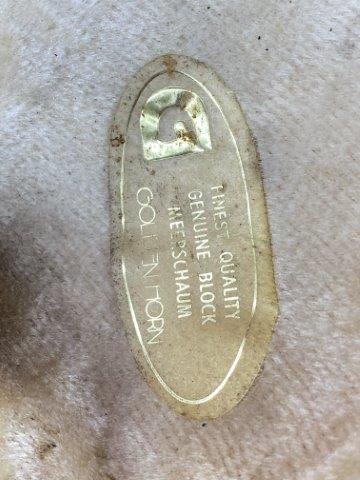 FINEST QUALITY
GENUINE BLOCK
MEERSCHAUM
GOLDEN HORN